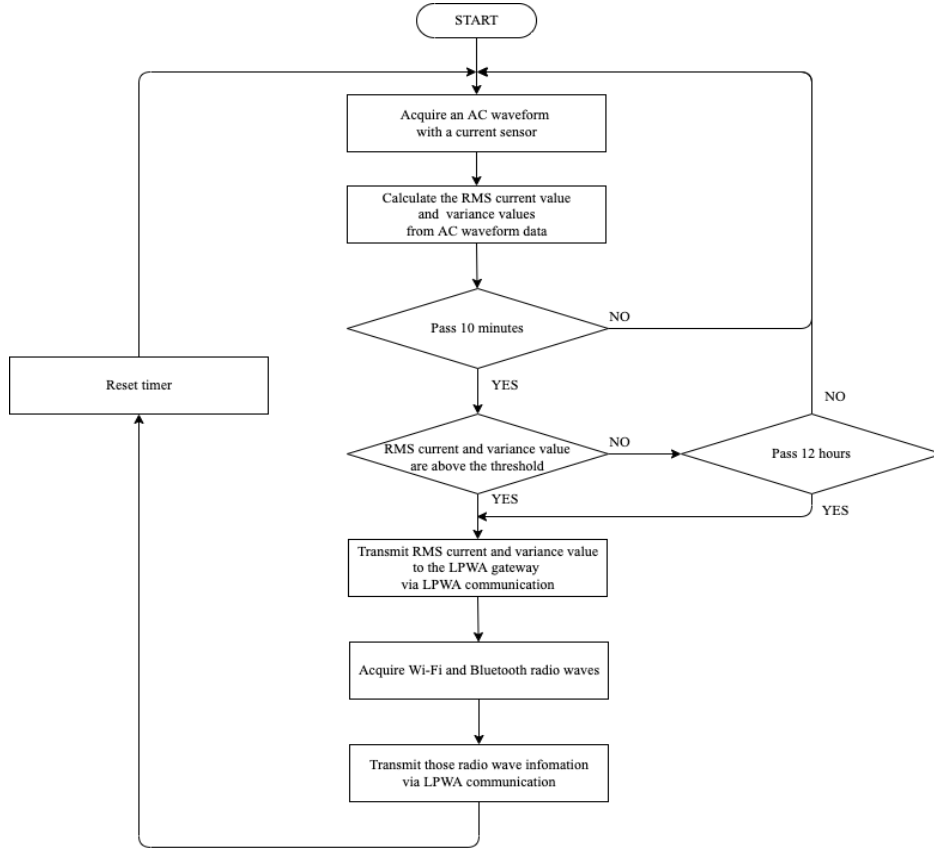 START
Acquire an AC waveform
with a current sensor
Calculate the RMS current value
and variance values
from AC waveform data
Pass 10 minutes
NO
YES
Reset timer
RMS current and variance value
are above the threshold
NO
Pass 12 hours
NO
YES
YES
Transmit RMS current and variance value
to the LPWA gateway
via LPWA communication
Acquire Wi-Fi and Bluetooth radio waves
Transmit those radio wave infomation
via LPWA communication